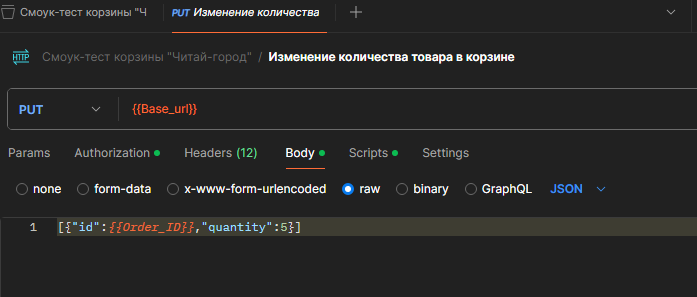 Смоук-тест корзины "Ч
PUT Изменение количества
HTTP Смоук-тест корзины "Читай-город" / Изменение количества товара в корзине
PUT {{Base_url}}
Params Authorization Headers (12) Body Scripts Settings
none form-data x-www-form-urlencoded raw binary GraphQL JSON
1 [{"id":{{Order_ID}},"quantity":5}]